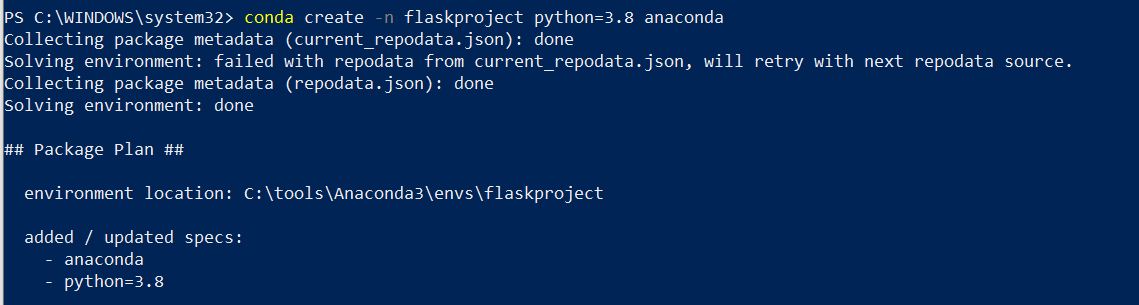 PS C:\WINDOWS\system32> conda create -n flaskproject python=3.8 anaconda
Collecting package metadata (current_repodata.json): done
Solving environment: failed with repodata from current_repodata.json, will retry with next repodata source.
Collecting package metadata (repodata.json): done
Solving environment: done
## Package Plan ##
environment location: C:\tools\Anaconda3\envs\flaskproject
added / updated specs:
- anaconda
- python=3.8